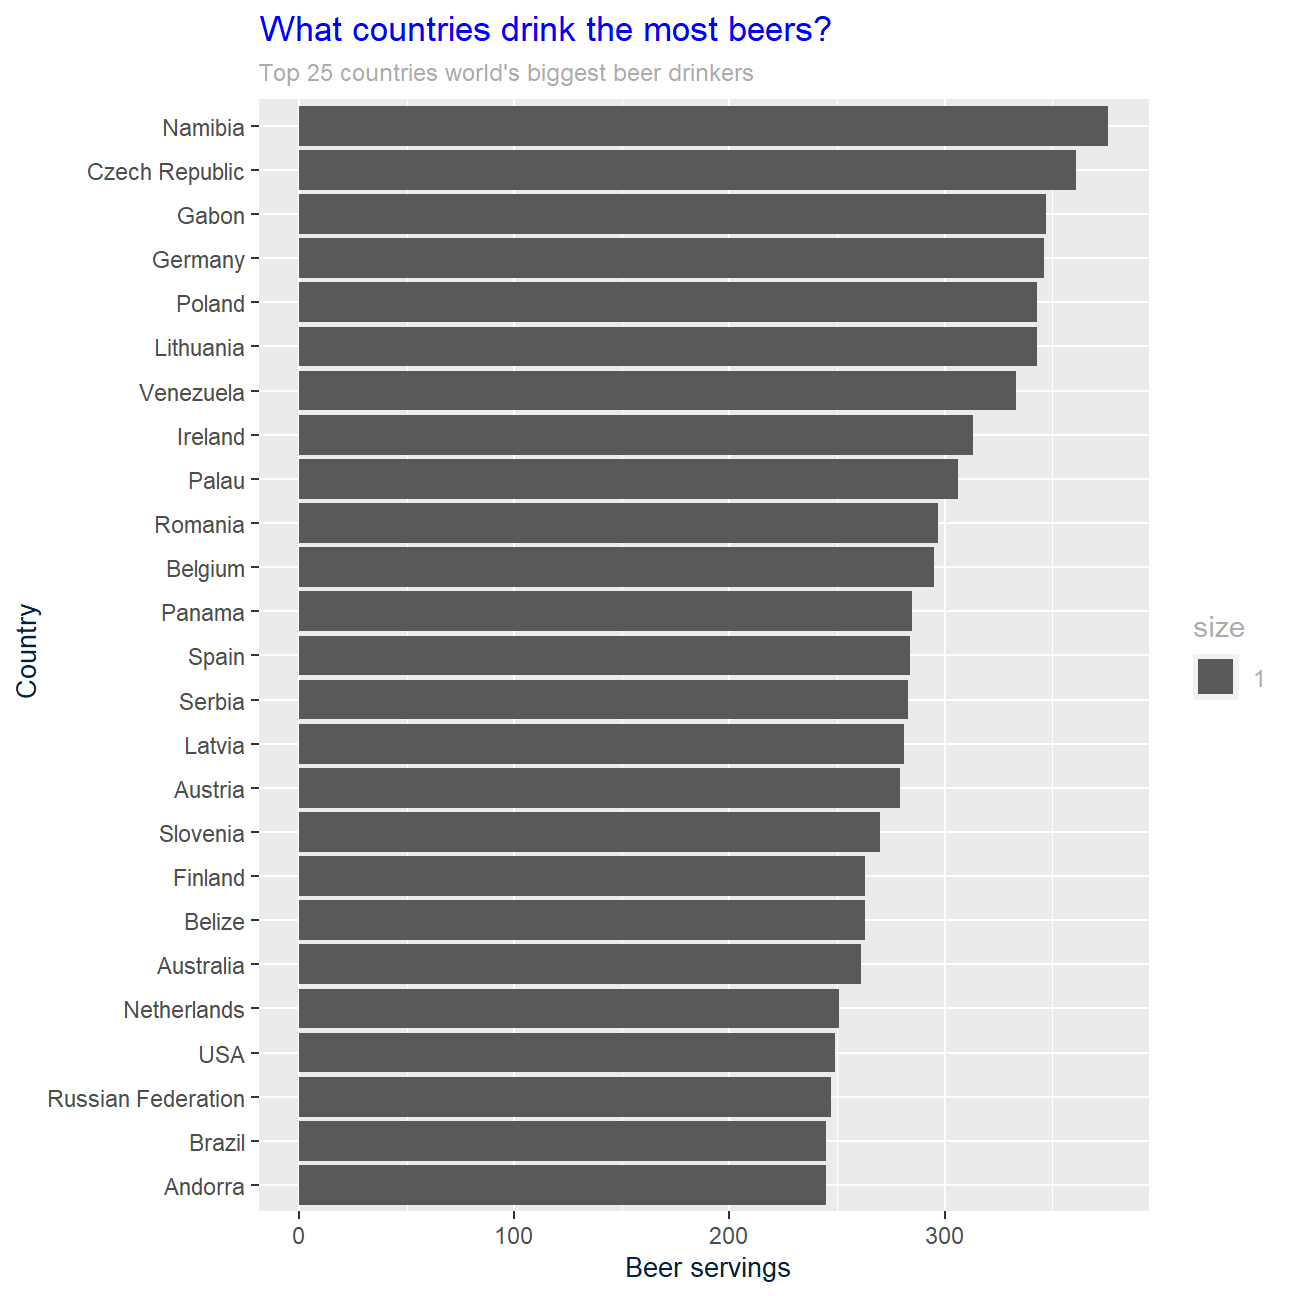 What countries drink the most beers?
Top 25 countries world's biggest beer drinkers
Namibia
Czech Republic
Gabon
Germany
Poland
Lithuania
Venezuela
Ireland
Palau
Romania
Belgium
Panama
Spain
Serbia
Latvia
Austria
Slovenia
Finland
Belize
Australia
Netherlands
USA
Russian Federation
Brazil
Andorra
Country
0 100 200 300
Beer servings
size
1